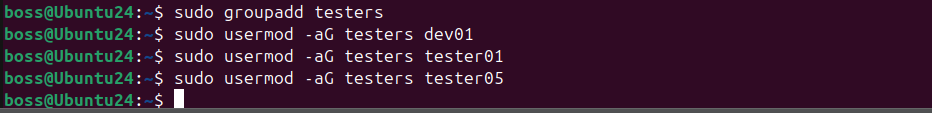 boss@Ubuntu24:~$ sudo groupadd testers
boss@Ubuntu24:~$ sudo usermod -aG testers dev01
boss@Ubuntu24:~$ sudo usermod -aG testers tester01
boss@Ubuntu24:~$ sudo usermod -aG testers tester05
boss@Ubuntu24:~$